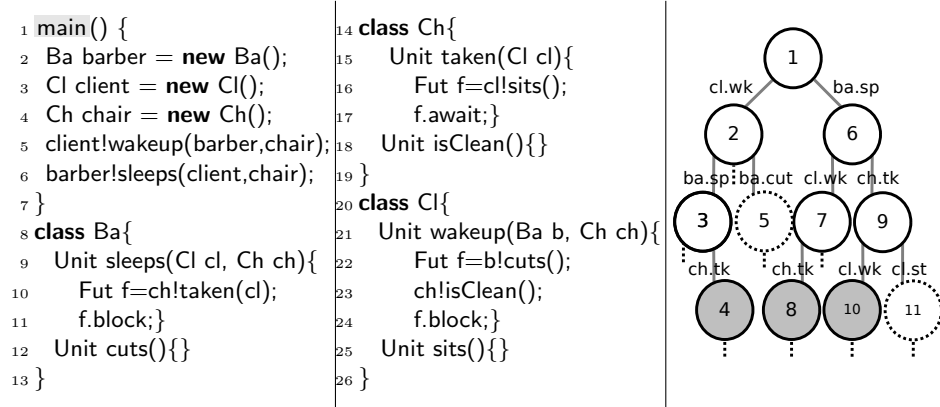 1 main() {
2 Ba barber = new Ba();
3 Cl client = new Cl();
4 Ch chair = new Ch();
5 client!wakeup(barber,chair);
6 barber!sleeps(client,chair);
7 }
8 class Ba{
9 Unit sleeps(Cl cl, Ch ch){
10 Fut f=ch!taken(cl);
11 f.block;}
12 Unit cuts(){}
13 }
14 class Ch{
15 Unit taken(Cl cl){
16 Fut f=cl!sits();
17 f.await;}
18 Unit isClean(){}
19 }
20 class Cl{
21 Unit wakeup(Ba b, Ch ch){
22 Fut f=b!cuts();
23 ch!isClean();
24 f.block;}
25 Unit sits(){}
26 }
1
cl.wk ba.sp
2 6
ba.sp ba.cut cl.wk ch.tk
3 5 7 9
ch.tk ch.tk cl.wk cl.st
4 8 10 11